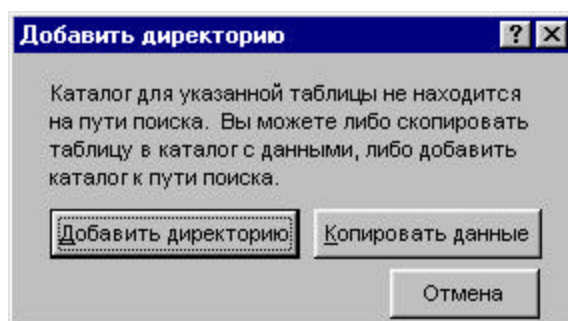 Добавить директорию
? X
Каталог для указанной таблицы не находится
на пути поиска. Вы можете либо скопировать
таблицу в каталог с данными, либо добавить
каталог к пути поиска.
Добавить директорию Копировать данные
Отмена